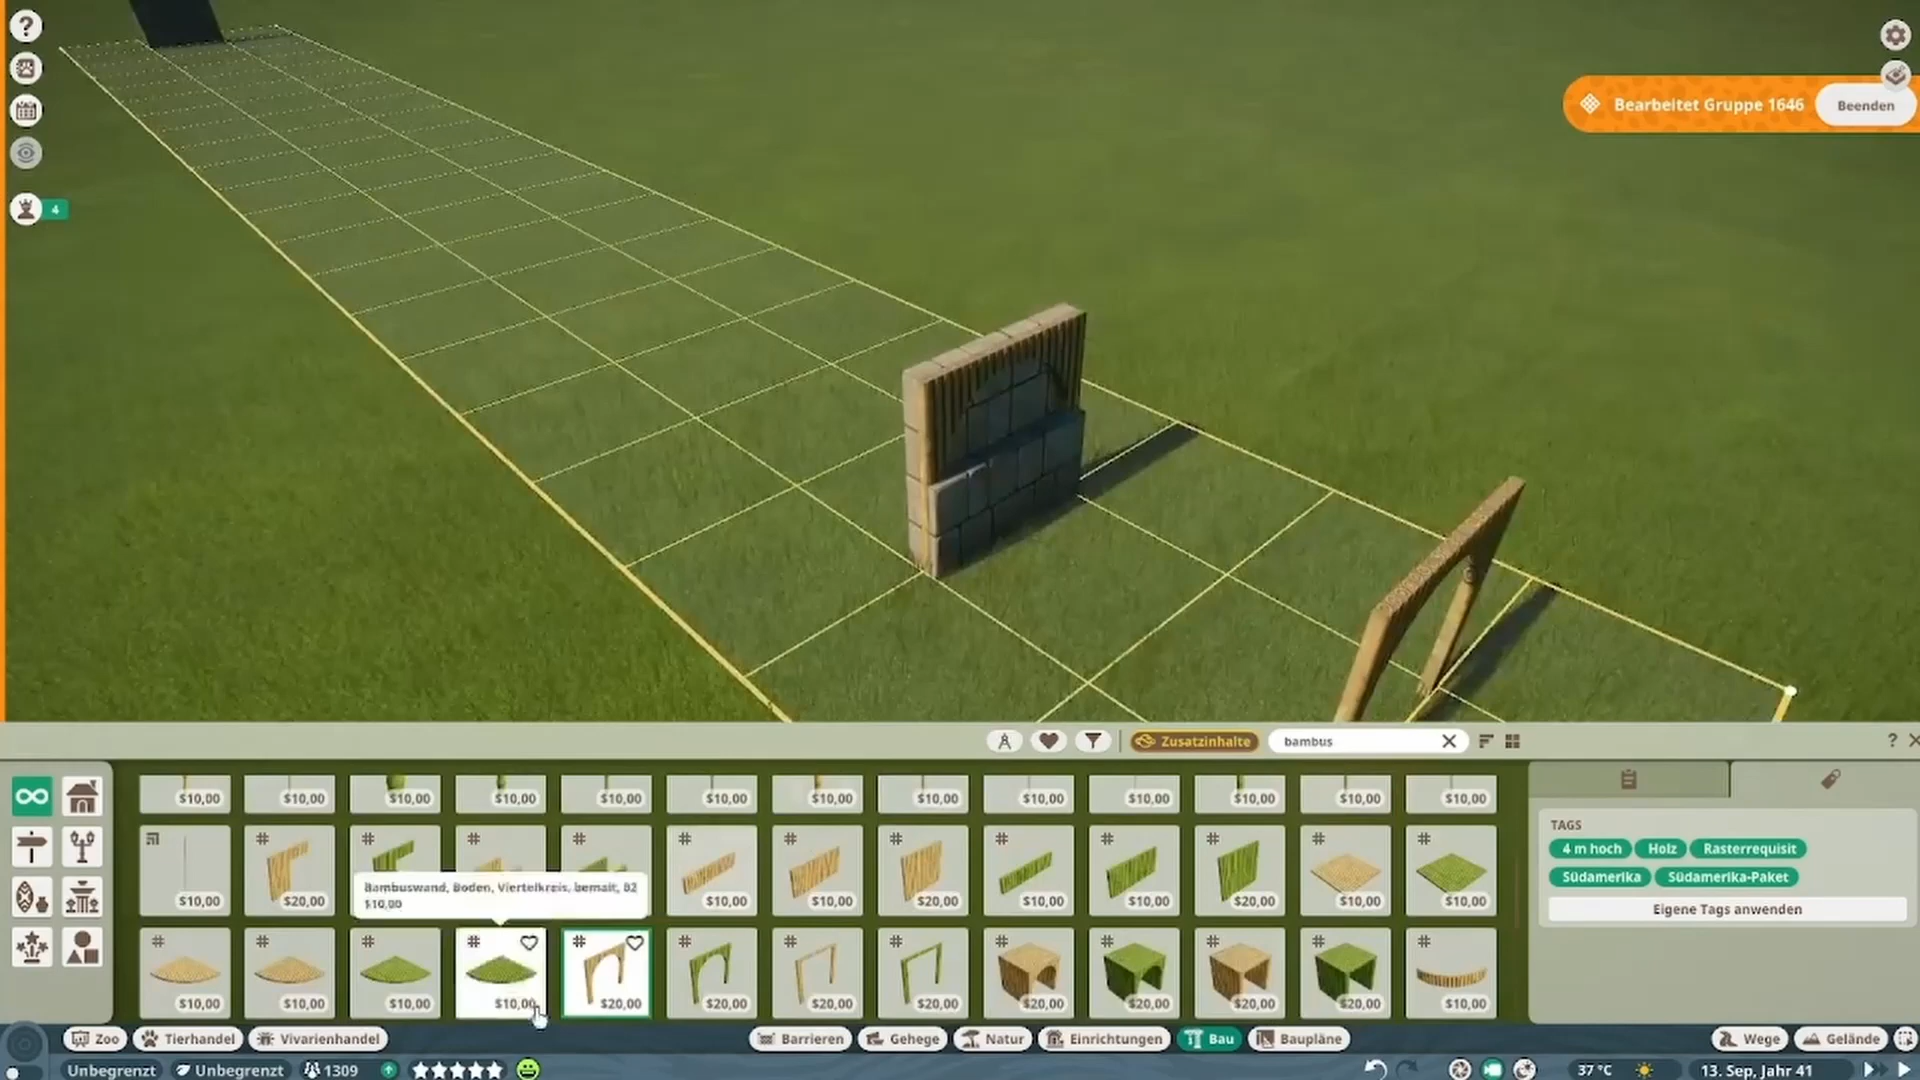 ?
4
Bearbeitet Gruppe 1646
Beenden
Zusatzinhalte
bambus
?
$10,00 $10,00 $10,00 $10,00 $20,00 $10,00 $10,00 $10,00 $10,00 $10,00 $10,00 $10,00 $10,00
$10,00 $20,00 $10,00 $10,00 $20,00 $10,00 $10,00 $20,00 $10,00 $10,00
Bambuswand, Boden, Viertelkreis, bemalt, 02
$10,00
$10,00 $10,00 $10,00 $10,00 $20,00 $20,00 $20,00 $20,00 $20,00 $20,00 $20,00 $20,00 $10,00
TAGS
4 m hoch Holz Rasterrequisit
Südamerika Südamerika-Paket
Eigene Tags anwenden
Zoo Tierhandel Vivarienhandel Barrieren Gehege Natur Einrichtungen Bau Baupläne Wege Gelände
Unbegrenzt Unbegrenzt 1309 37 °C 13. Sep, Jahr 41